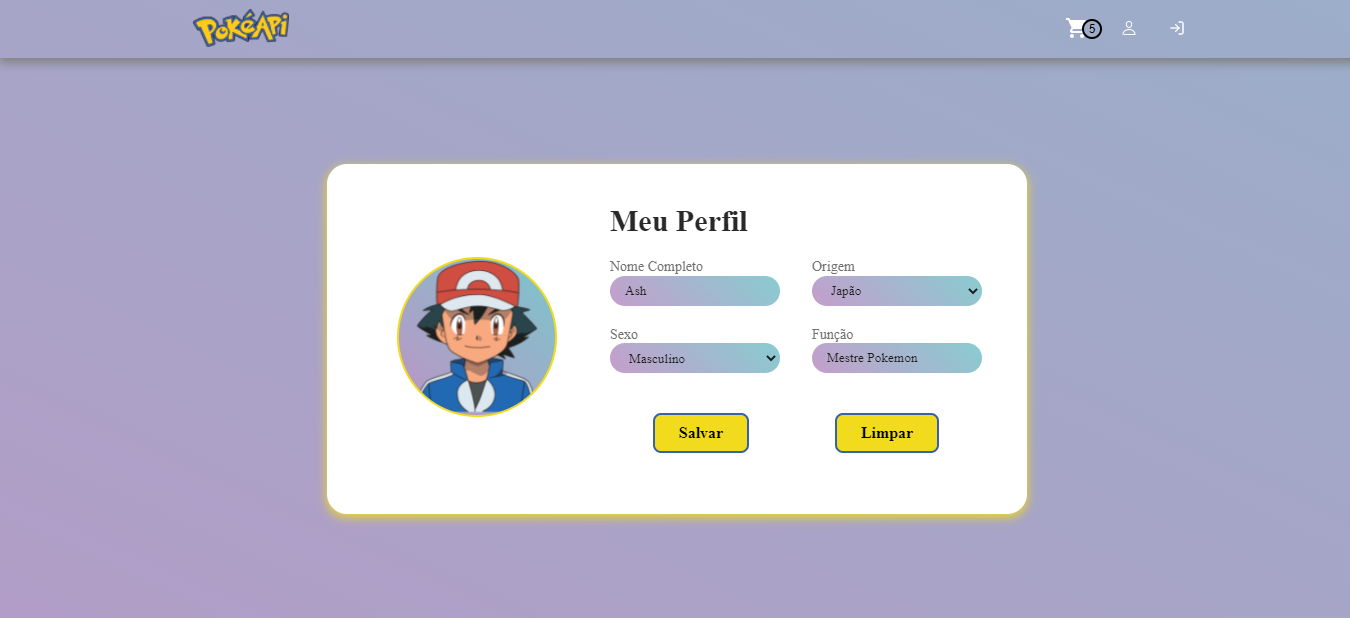 PokéApi
5
Meu Perfil
Nome Completo
Origem
Ash
Japão
Sexo
Função
Masculino
Mestre Pokemon
Salvar
Limpar